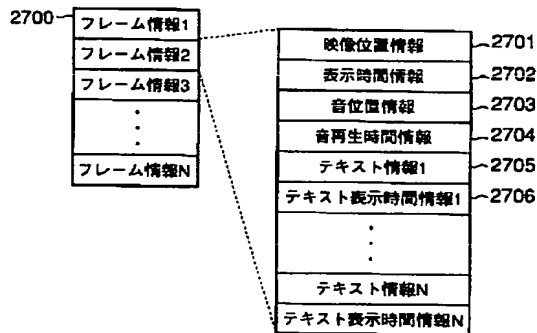 2700
フレーム情報1
フレーム情報2
フレーム情報3
フレーム情報N
映像位置情報
2701
表示時間情報
2702
音位置情報
2703
音再生時間情報
2704
テキスト情報1
2705
テキスト表示時間情報1
2706
テキスト情報N
テキスト表示時間情報N